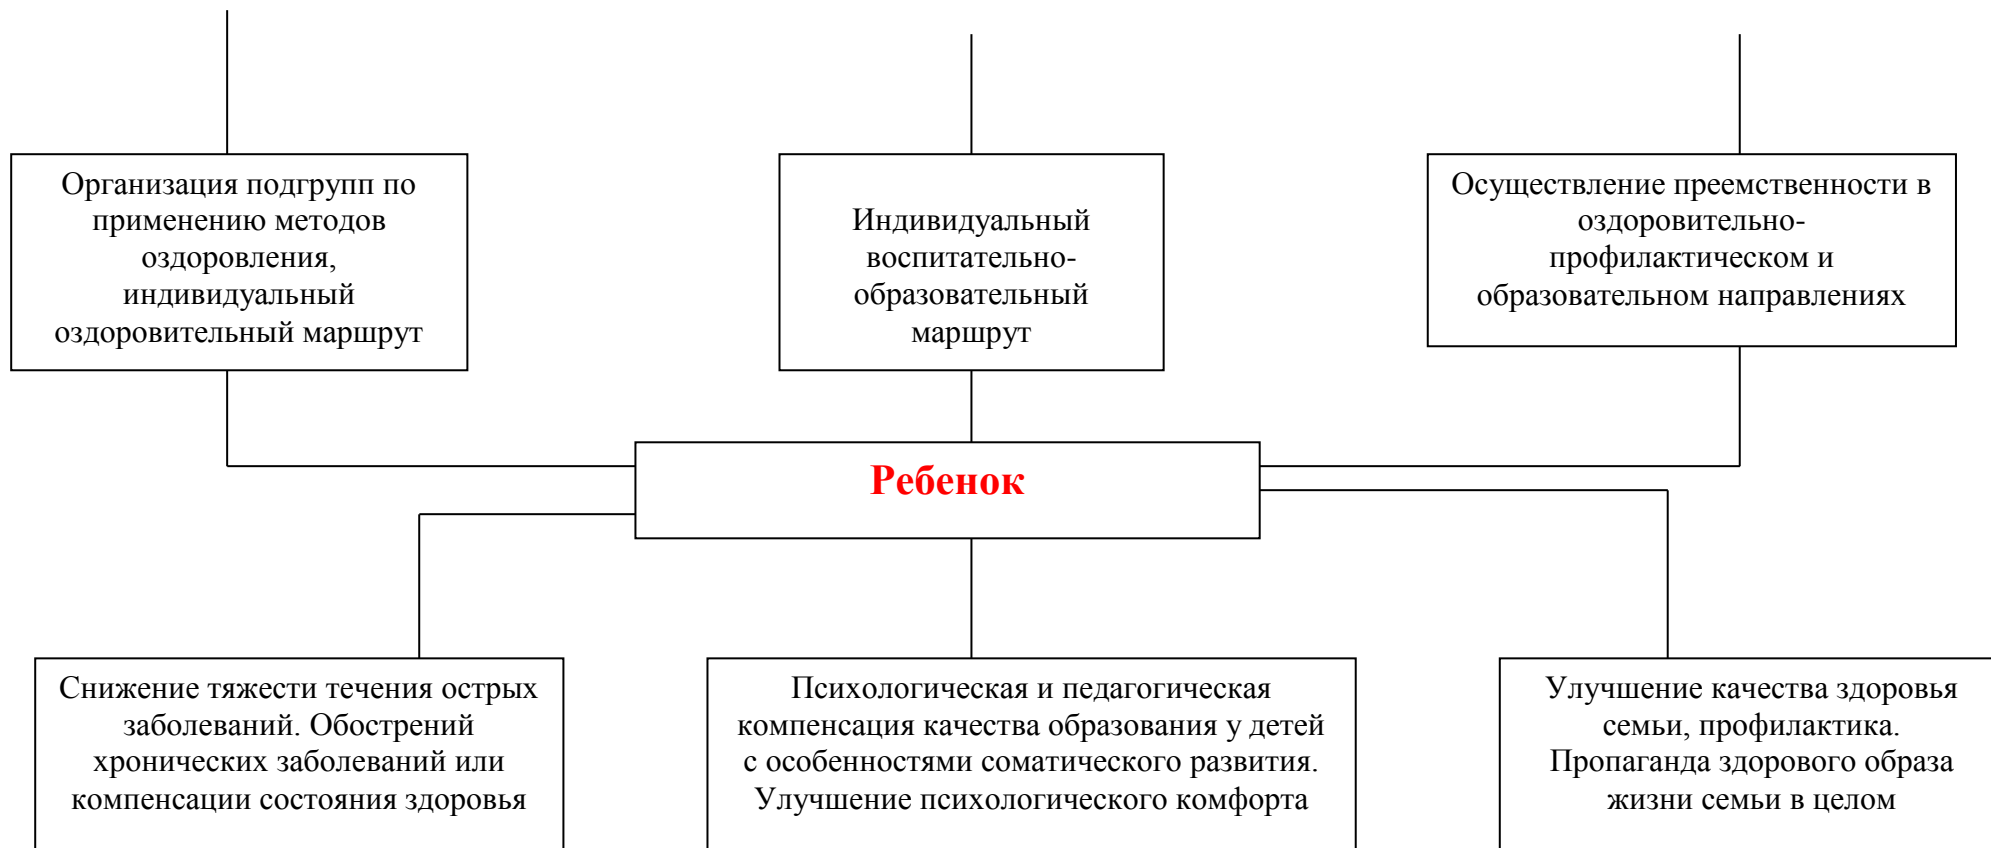 Организация подгрупп по
применению методов
оздоровления,
индивидуальный
оздоровительный маршрут
Индивидуальный
воспитательно-
образовательный
маршрут
Осуществление преемственности в
оздоровительно-
профилактическом и
образовательном направлениях
Ребенок
Снижение тяжести течения острых
заболеваний. Обострений
хронических заболеваний или
компенсации состояния здоровья
Психологическая и педагогическая
компенсация качества образования у детей
с особенностями соматического развития.
Улучшение психологического комфорта
Улучшение качества здоровья
семьи, профилактика.
Пропаганда здорового образа
жизни семьи в целом